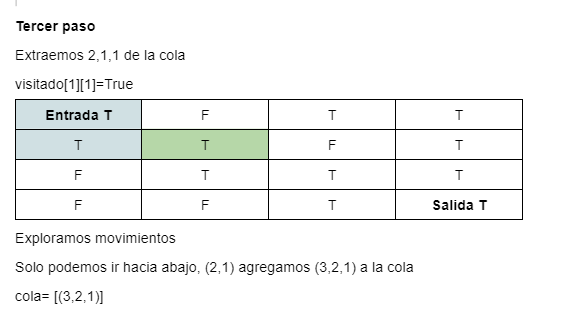 Tercer paso
Extraemos 2,1,1 de la cola
visitado[1][1]=True
Entrada T F T T
T T F T
F T T T
F F T Salida T
Exploramos movimientos
Solo podemos ir hacia abajo, (2,1) agregamos (3,2,1) a la cola
cola= [(3,2,1)]